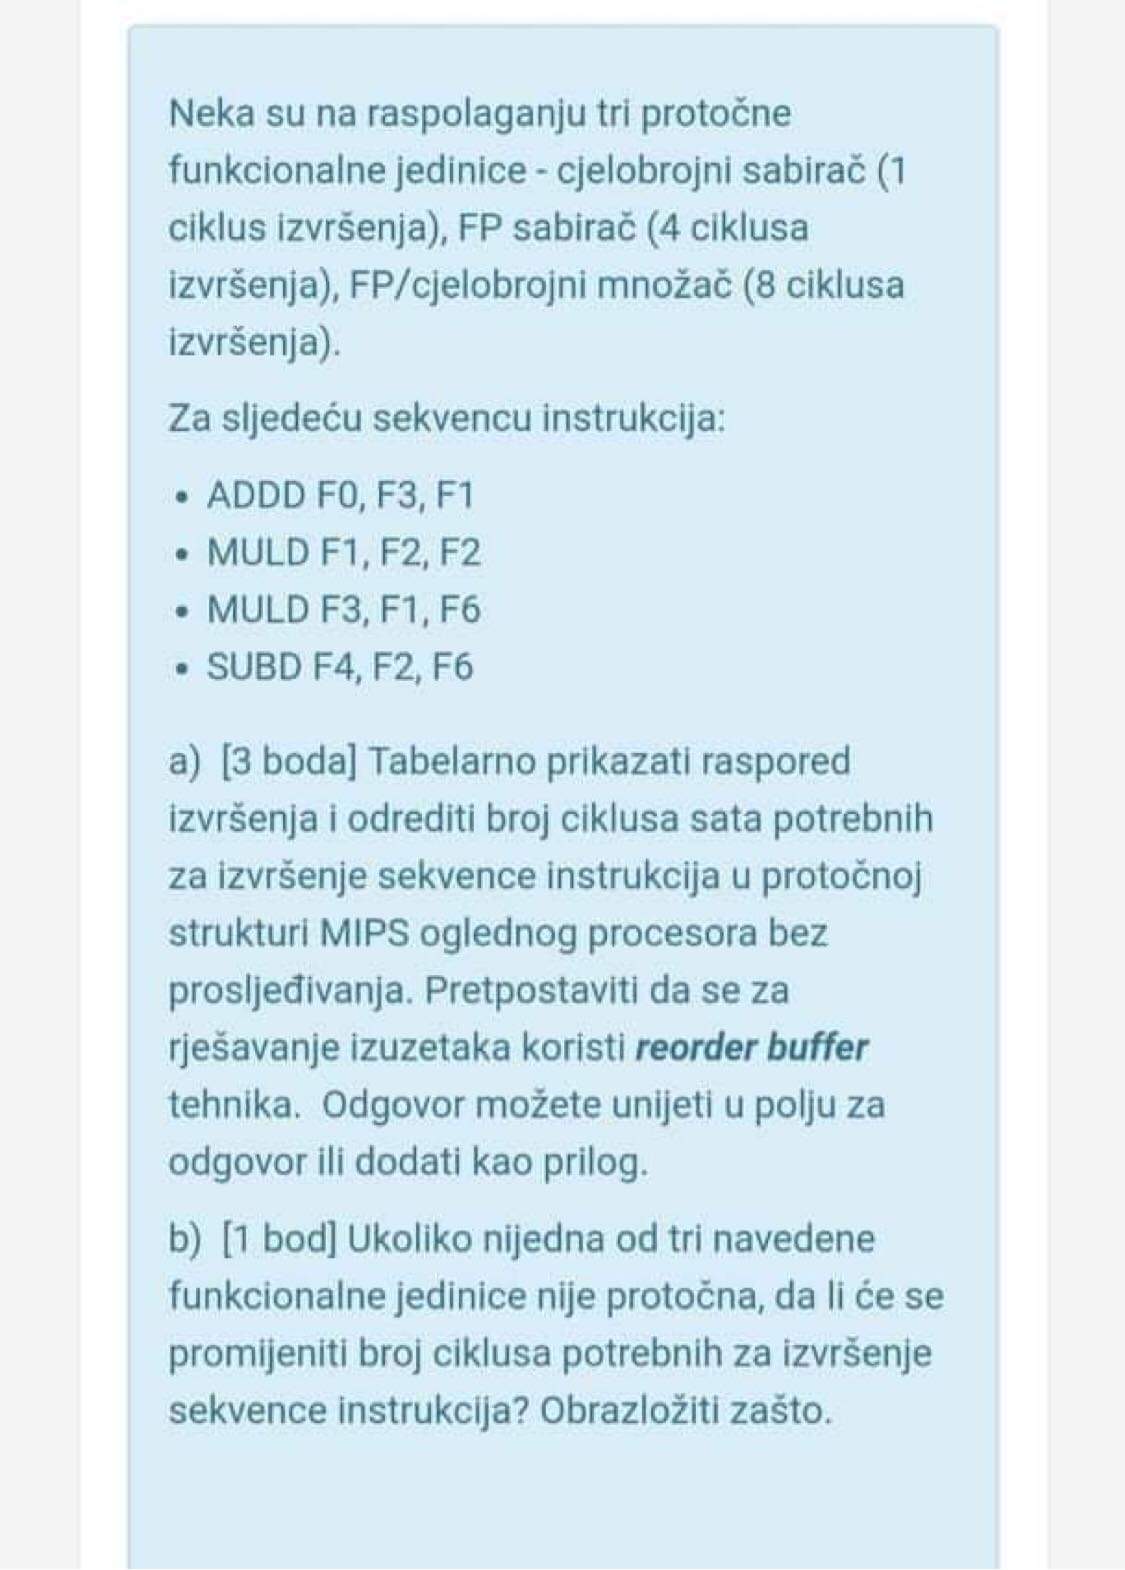 Neka su na raspolaganju tri protočne
funkcionalne jedinice - cjelobrojni sabirač (1
ciklus izvršenja), FP sabirač (4 ciklusa
izvršenja), FP/cjelobrojni množač (8 ciklusa
izvršenja).
Za sljedeću sekvencu instrukcija:
• ADDD F0, F3, F1
• MULD F1, F2, F2
• MULD F3, F1, F6
• SUBD F4, F2, F6
a) [3 boda] Tabelarno prikazati raspored
izvršenja i odrediti broj ciklusa sata potrebnih
za izvršenje sekvence instrukcija u protočnoj
strukturi MIPS oglednog procesora bez
prosljeđivanja. Pretpostaviti da se za
rješavanje izuzetaka koristi reorder buffer
tehnika. Odgovor možete unijeti u polju za
odgovor ili dodati kao prilog.
b) [1 bod] Ukoliko nijedna od tri navedene
funkcionalne jedinice nije protočna, da li će se
promijeniti broj ciklusa potrebnih za izvršenje
sekvence instrukcija? Obrazložiti zašto.